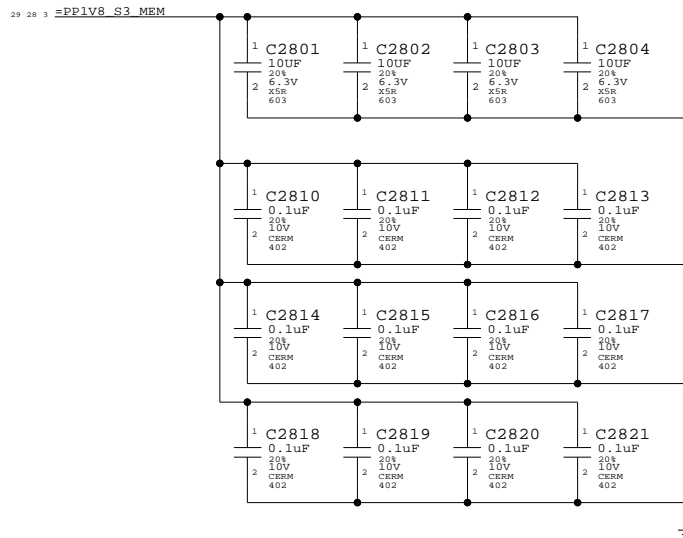 29 28 3 =PP1V8_S3_MEM
1 C2801 1 C2802 1 C2803 1 C2804
10UF 10UF 10UF 10UF
20% 20% 20% 20%
2 6.3V 2 6.3V 2 6.3V 2 6.3V
X5R X5R X5R X5R
603 603 603 603
1 C2810 1 C2811 1 C2812 1 C2813
0.1uF 0.1uF 0.1uF 0.1uF
20% 20% 20% 20%
2 10V 2 10V 2 10V 2 10V
CERM CERM CERM CERM
402 402 402 402
1 C2814 1 C2815 1 C2816 1 C2817
0.1uF 0.1uF 0.1uF 0.1uF
20% 20% 20% 20%
2 10V 2 10V 2 10V 2 10V
CERM CERM CERM CERM
402 402 402 402
1 C2818 1 C2819 1 C2820 1 C2821
0.1uF 0.1uF 0.1uF 0.1uF
20% 20% 20% 20%
2 10V 2 10V 2 10V 2 10V
CERM CERM CERM CERM
402 402 402 402